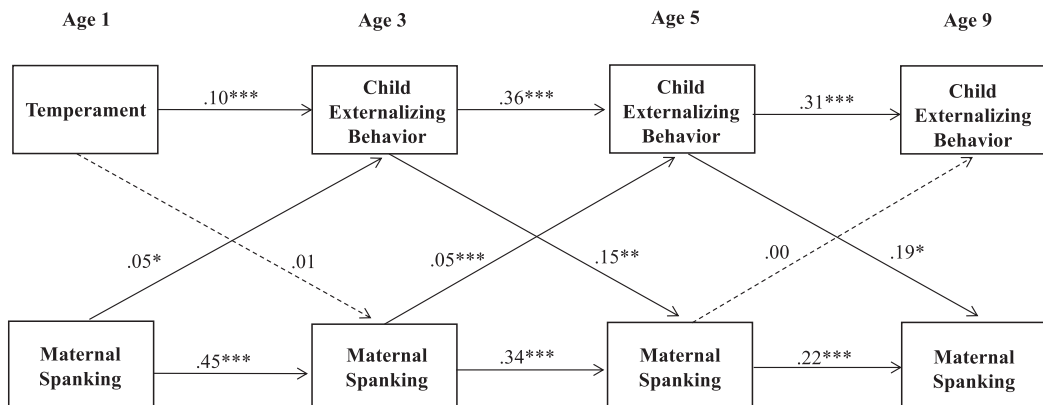 Age 1
Age 3
Age 5
Age 9
Temperament
.10***
Child
Externalizing
Behavior
.36***
Child
Externalizing
Behavior
.31***
Child
Externalizing
Behavior
.05*
.01
.05***
.15**
.00
.19*
Maternal
Spanking
.45***
Maternal
Spanking
.34***
Maternal
Spanking
.22***
Maternal
Spanking